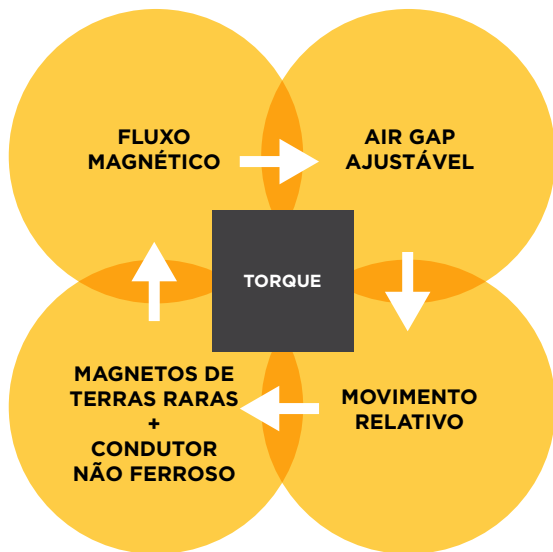 FLUXO
MAGNÉTICO
AIR GAP
AJUSTÁVEL
TORQUE
MAGNETOS DE
TERRAS RARAS
+
CONDUTOR
NÃO FERROSO
MOVIMENTO
RELATIVO